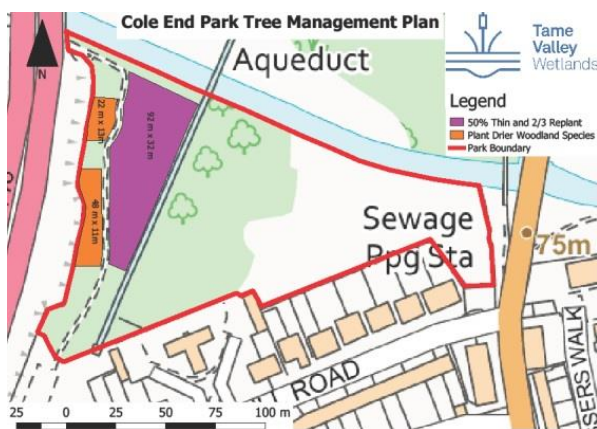 Cole End Park Tree Management Plan
Tame
Valley
Wetlands
N
Aqueduct
Legend
50% Thin and 2/3 Replant
Plant Drier Woodland Species
Park Boundary
22 m x 13m
92 m x 32 m
48 m x 11m
Sewage
Ppg Sta
75m
ROAD
SERS WALK
25 0 25 50 75 100 m